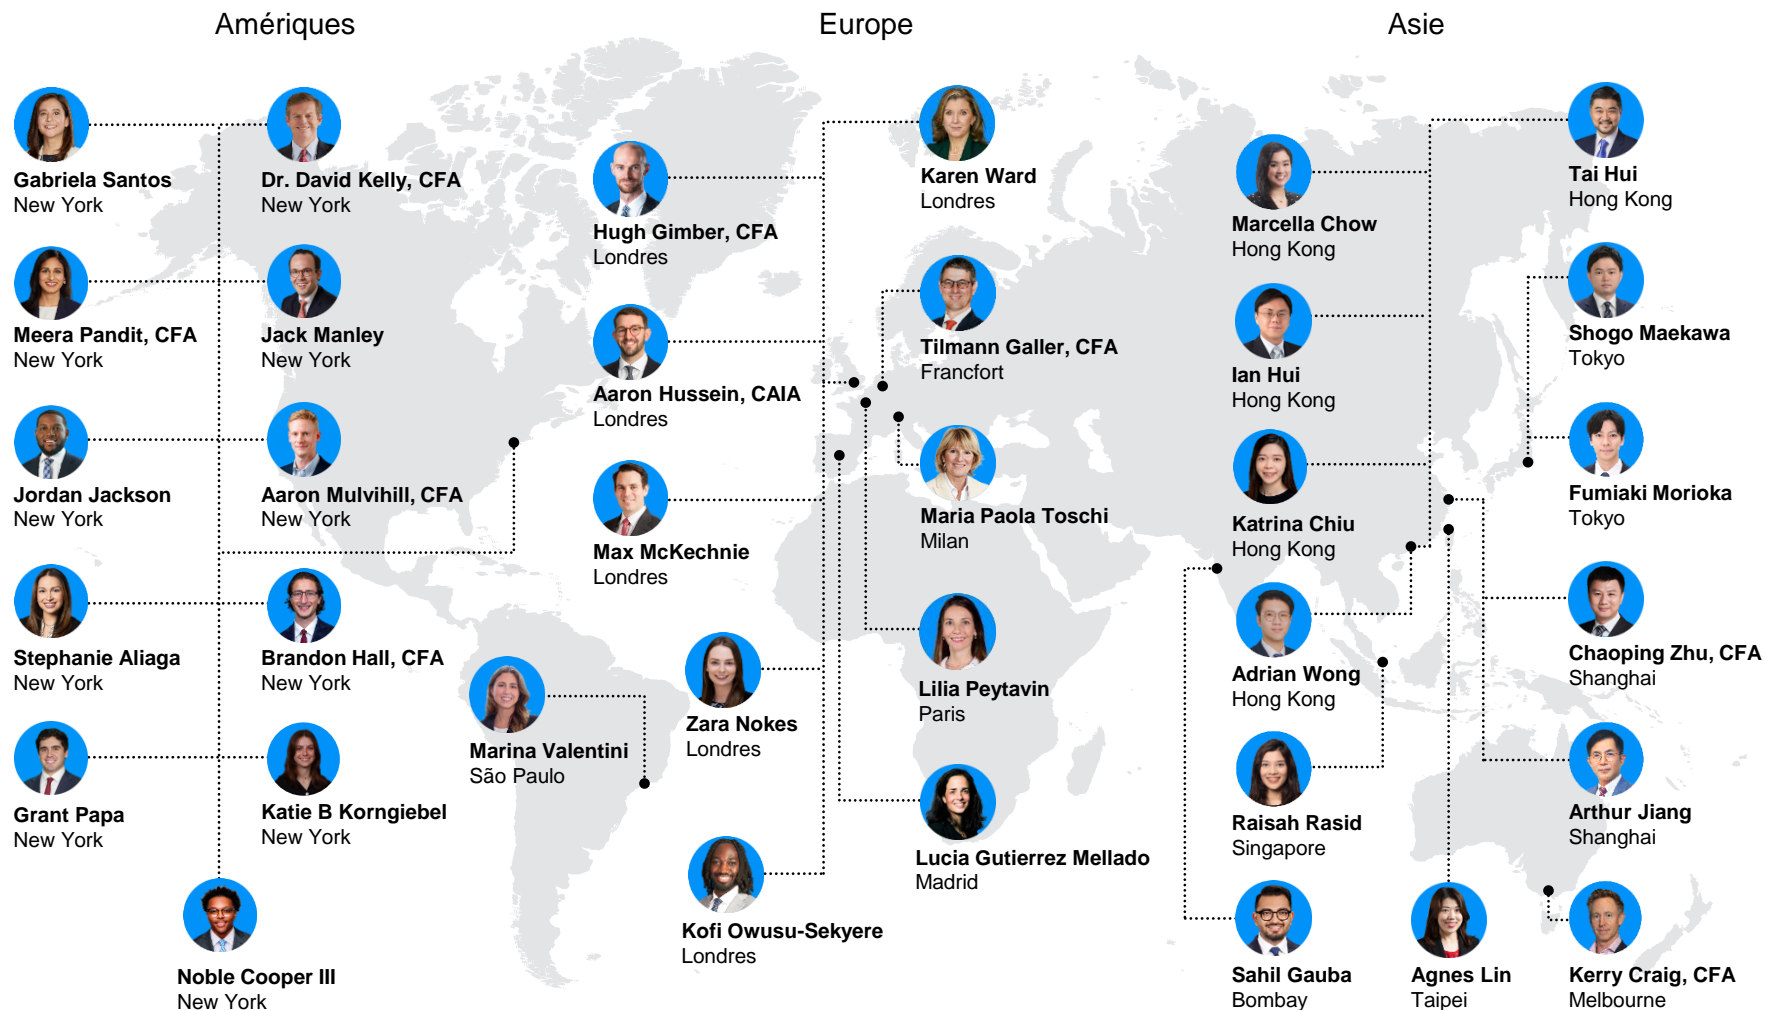 Amériques
Europe
Asie
Gabriela Santos
New York
Dr. David Kelly, CFA
New York
Meera Pandit, CFA
New York
Jack Manley
New York
Jordan Jackson
New York
Aaron Mulvihill, CFA
New York
Stephanie Aliaga
New York
Brandon Hall, CFA
New York
Grant Papa
New York
Katie B Korngiebel
New York
Noble Cooper III
New York
Marina Valentini
São Paulo
Hugh Gimber, CFA
Londres
Aaron Hussein, CAIA
Londres
Max McKechnie
Londres
Zara Nokes
Londres
Kofi Owusu-Sekyere
Londres
Karen Ward
Londres
Tilmann Galler, CFA
Francfort
Maria Paola Toschi
Milan
Lilia Peytavin
Paris
Lucia Gutierrez Mellado
Madrid
Marcella Chow
Hong Kong
Ian Hui
Hong Kong
Katrina Chiu
Hong Kong
Adrian Wong
Hong Kong
Raisah Rasid
Singapore
Sahil Gauba
Bombay
Agnes Lin
Taipei
Tai Hui
Hong Kong
Shogo Maekawa
Tokyo
Fumiaki Morioka
Tokyo
Chaoping Zhu, CFA
Shanghai
Arthur Jiang
Shanghai
Kerry Craig, CFA
Melbourne